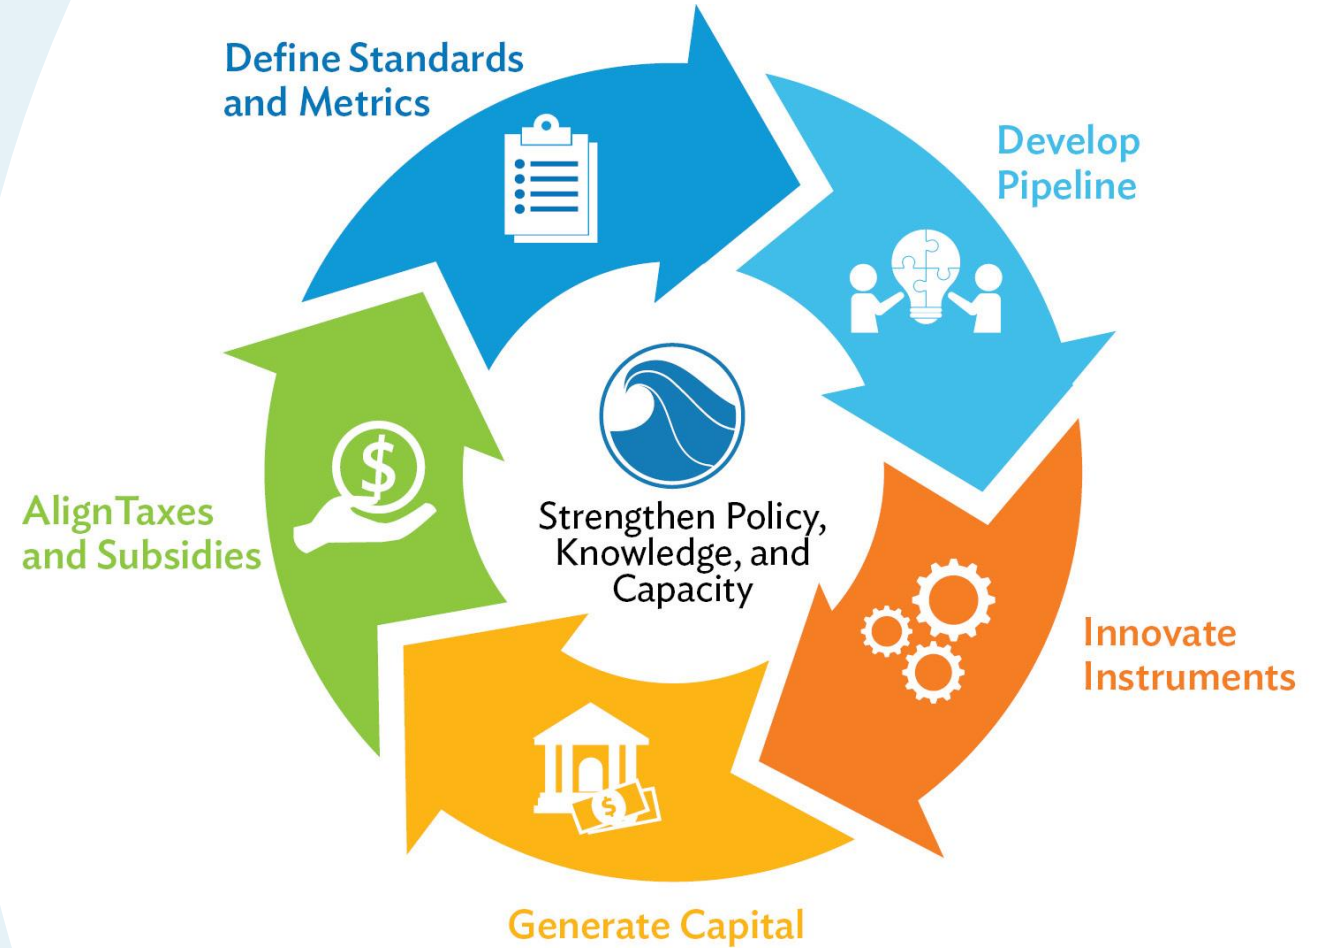 Define Standards
and Metrics
Develop
Pipeline
Innovate
Instruments
Generate Capital
Align Taxes
and Subsidies
Strengthen Policy,
Knowledge, and
Capacity
$
$